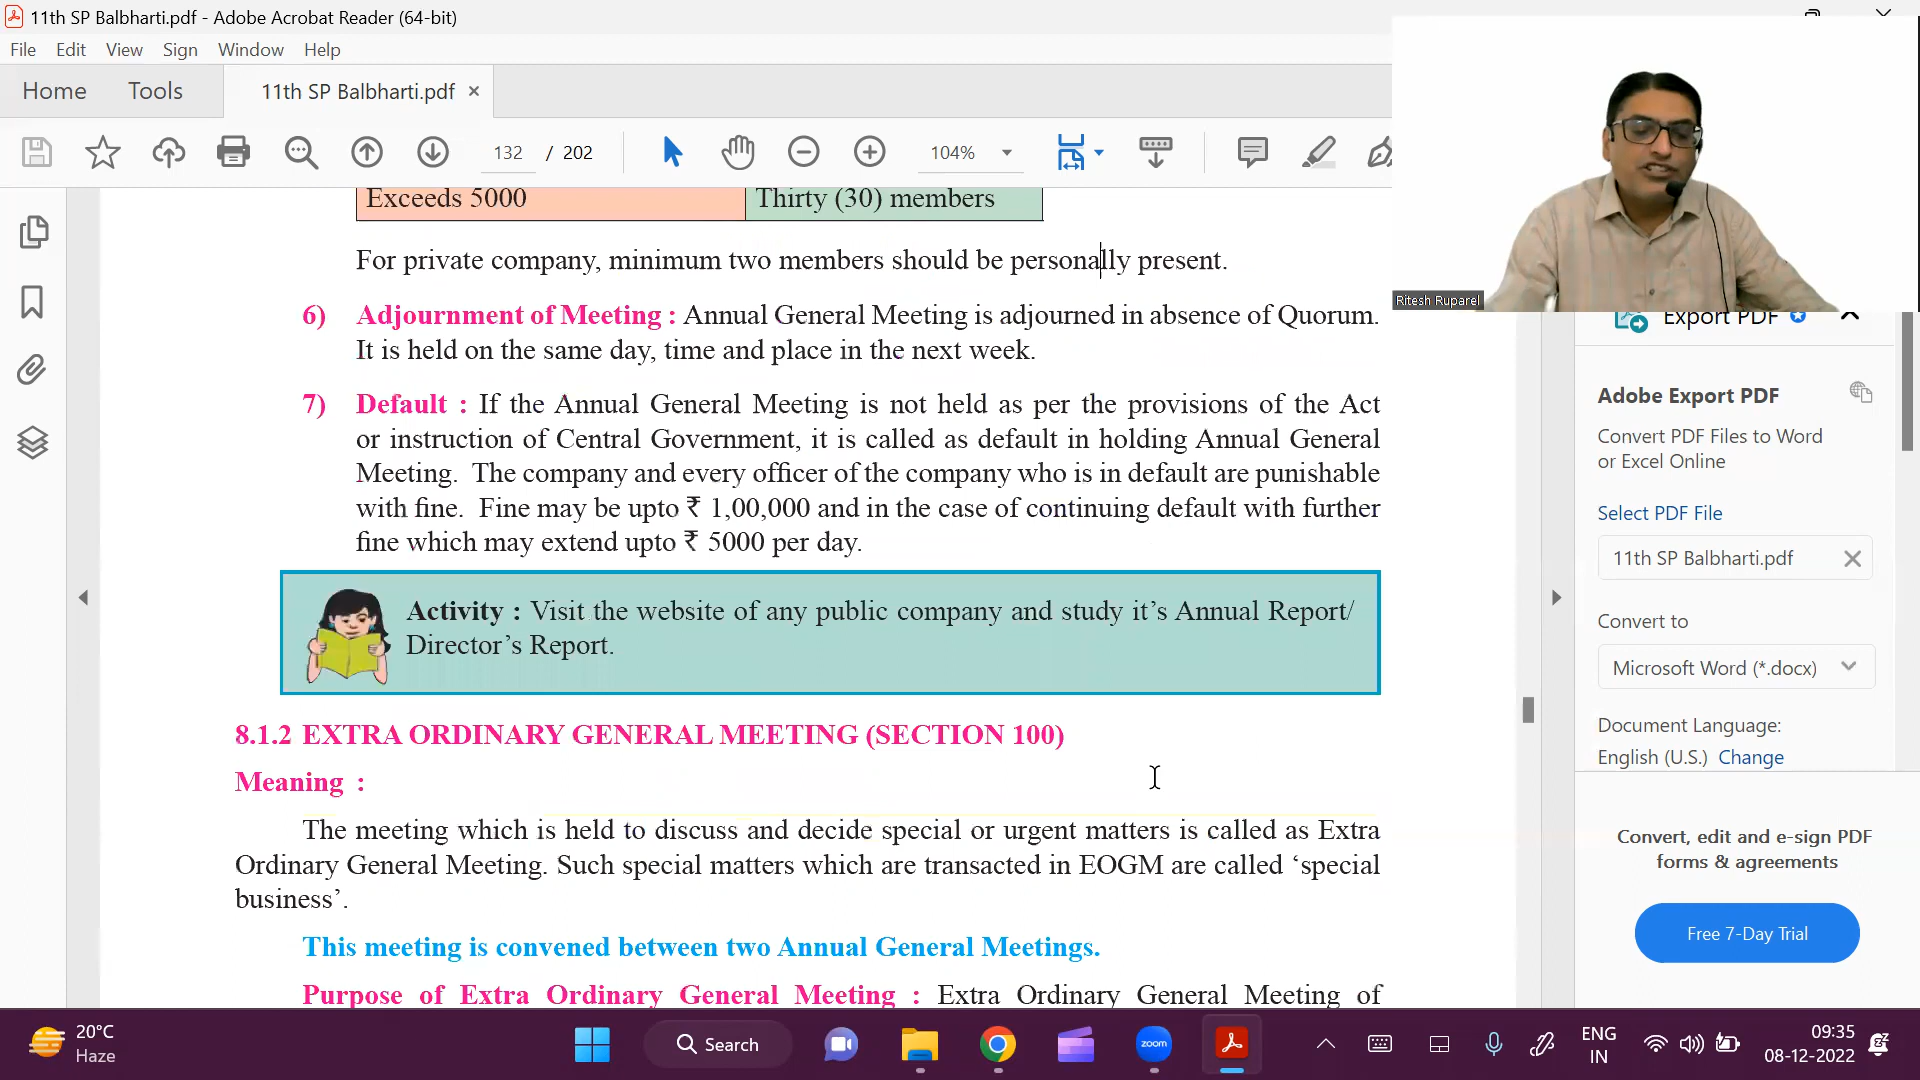 11th SP Balbharti.pdf - Adobe Acrobat Reader (64-bit)
File Edit View Sign Window Help
Home Tools 11th SP Balbharti.pdf ×
132 / 202 104%
Ritesh Ruparel
Exceeds 5000 Thirty (30) members
For private company, minimum two members should be personally present.
6) Adjournment of Meeting : Annual General Meeting is adjourned in absence of Quorum.
It is held on the same day, time and place in the next week.
7) Default : If the Annual General Meeting is not held as per the provisions of the Act
or instruction of Central Government, it is called as default in holding Annual General
Meeting. The company and every officer of the company who is in default are punishable
with fine. Fine may be upto ₹ 1,00,000 and in the case of continuing default with further
fine which may extend upto ₹ 5000 per day.
Activity : Visit the website of any public company and study it’s Annual Report/
Director’s Report.
8.1.2 EXTRA ORDINARY GENERAL MEETING (SECTION 100)
Meaning :
The meeting which is held to discuss and decide special or urgent matters is called as Extra
Ordinary General Meeting. Such special matters which are transacted in EOGM are called ‘special
business’.
This meeting is convened between two Annual General Meetings.
Purpose of Extra Ordinary General Meeting : Extra Ordinary General Meeting of
Export PDF
Adobe Export PDF
Convert PDF Files to Word
or Excel Online
Select PDF File
11th SP Balbharti.pdf
Convert to
Microsoft Word (*.docx)
Document Language:
English (U.S.) Change
Convert, edit and e-sign PDF
forms & agreements
Free 7-Day Trial
20°C
Haze
Search
zoom
ENG
IN
09:35
08-12-2022